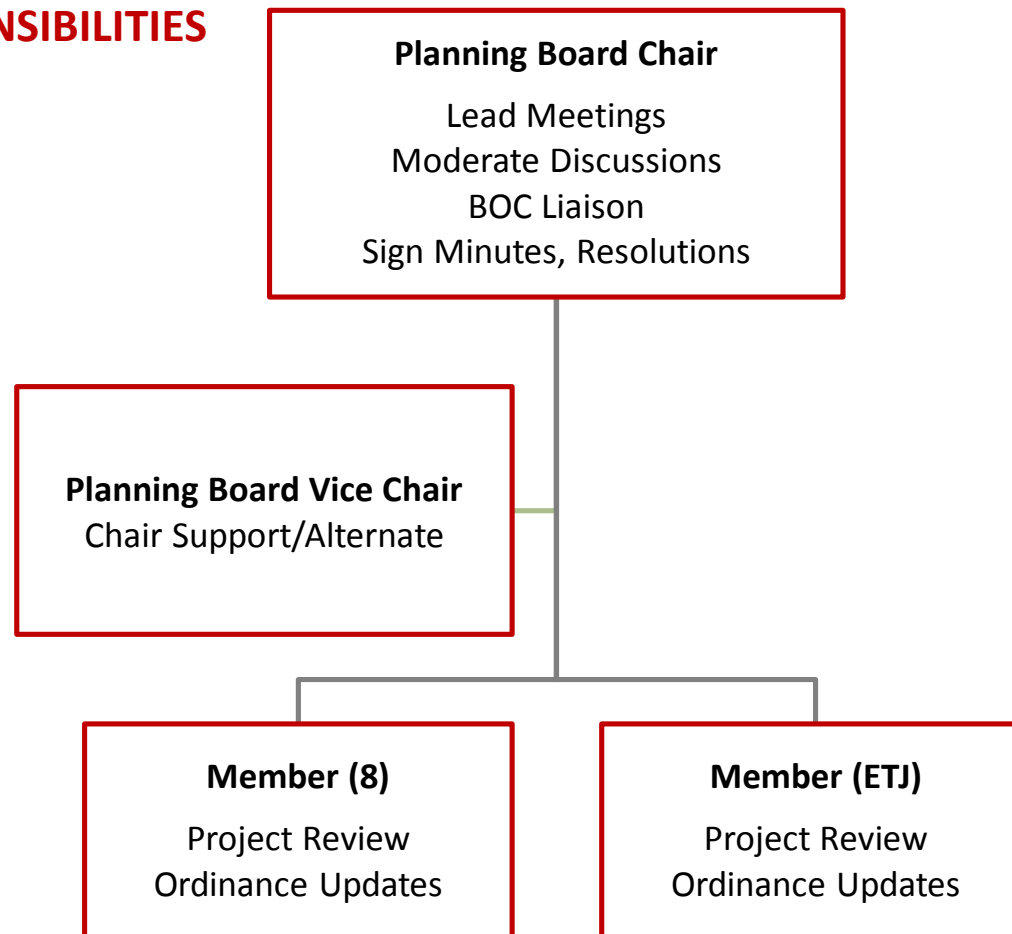 NSIBILITIES
Planning Board Chair
Lead Meetings
Moderate Discussions
BOC Liaison
Sign Minutes, Resolutions
Planning Board Vice Chair
Chair Support/Alternate
Member (8)
Project Review
Ordinance Updates
Member (ETJ)
Project Review
Ordinance Updates